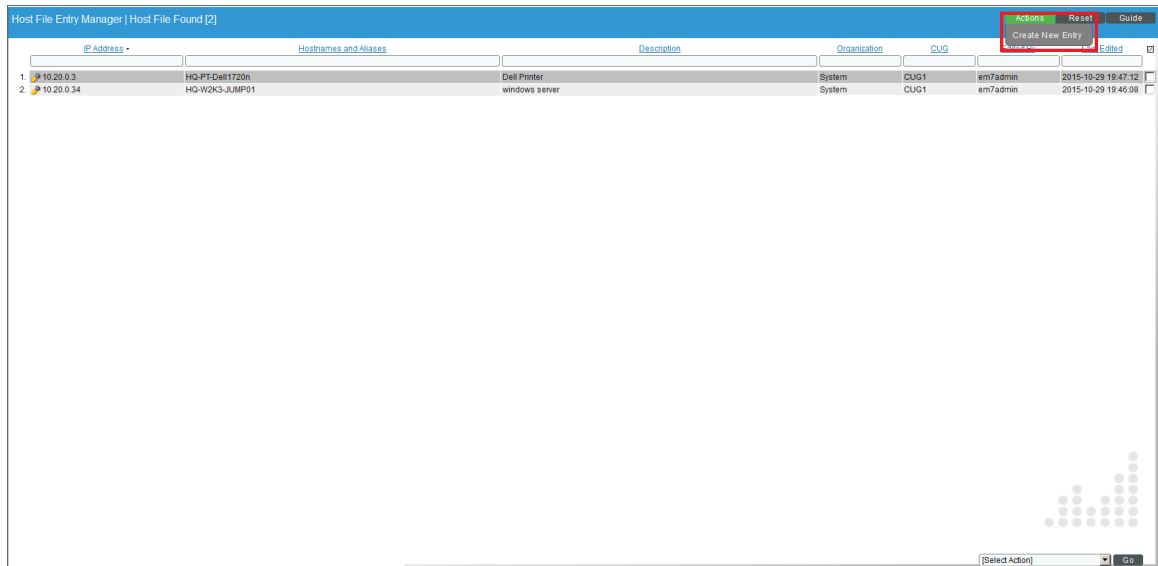 Host File Entry Manager | Host File Found [2]
Actions Reset Guide
Create New Entry
IP Address Hostnames and Aliases Description Organization CUG Edited
1. 10.20.0.3 HQ-PT-Dell1720n Dell Printer System CUG1 em7admin 2015-10-29 19:47:12
2. 10.20.0.34 HQ-W2K3-JUMP01 windows server System CUG1 em7admin 2015-10-29 19:46:08
[Select Action] Go